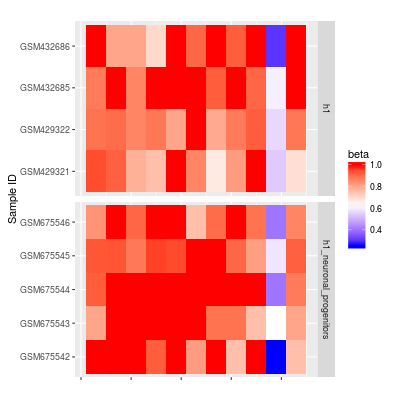 Sample ID
GSM432686
GSM432685
GSM429322
GSM429321
h1
GSM675546
GSM675545
GSM675544
GSM675543
GSM675542
h1_neuronal_progenitors
beta
1.0
0.8
0.6
0.4